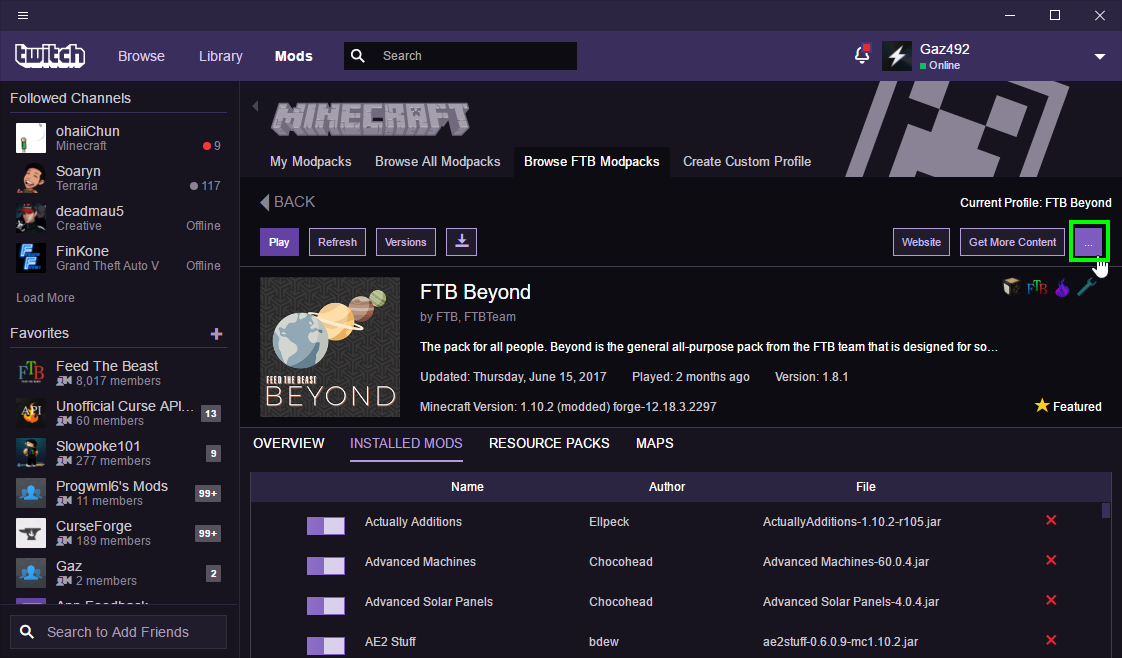 twitch Browse Library Mods Search Gaz492
Online
Followed Channels
ohaiiChun
Minecraft 9
Soaryn
Terraria 117
deadmau5
Creative Offline
FinKone
Grand Theft Auto V Offline
Load More
Favorites
FTB Feed The Beast
8,017 members
API Unofficial Curse API... 13
60 members
Slowpoke101 9
277 members
Progwml6's Mods 99+
11 members
CurseForge 99+
189 members
Gaz 2
2 members
App Feedback
Search to Add Friends
MINECRAFT
My Modpacks Browse All Modpacks Browse FTB Modpacks Create Custom Profile
BACK Current Profile: FTB Beyond
Play Refresh Versions Website Get More Content ...
FTB Beyond
FTB
by FTB, FTBTeam
The pack for all people. Beyond is the general all-purpose pack from the FTB team that is designed for so...
Updated: Thursday, June 15, 2017 Played: 2 months ago Version: 1.8.1
FEED THE BEAST
BEYOND
Minecraft Version: 1.10.2 (modded) forge-12.18.3.2297 Featured
OVERVIEW INSTALLED MODS RESOURCE PACKS MAPS
Name Author File
Actually Additions Ellpeck ActuallyAdditions-1.10.2-r105.jar
Advanced Machines Chocohead Advanced Machines-60.0.4.jar
Advanced Solar Panels Chocohead Advanced Solar Panels-4.0.4.jar
AE2 Stuff bdew ae2stuff-0.6.0.9-mc1.10.2.jar